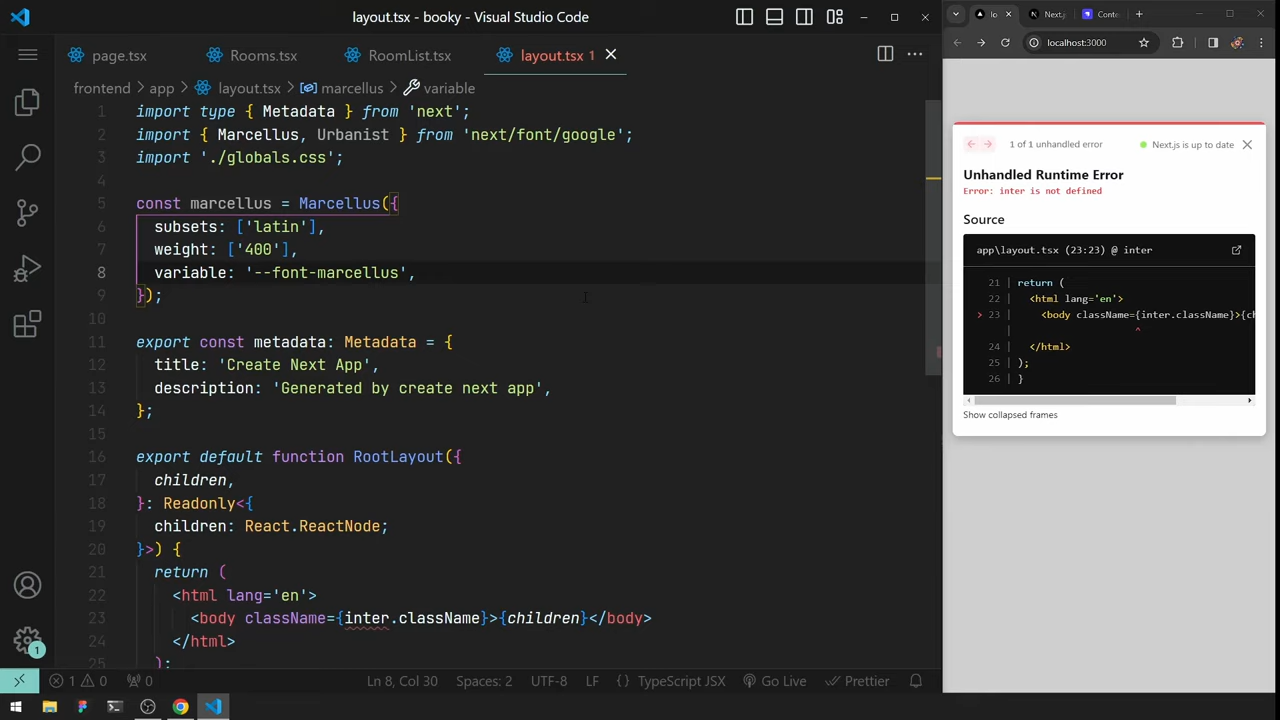 layout.tsx - booky - Visual Studio Code
page.tsx
Rooms.tsx
RoomList.tsx
layout.tsx 1
frontend > app > layout.tsx > marcellus > variable
1 import type { Metadata } from 'next';
2 import { Marcellus, Urbanist } from 'next/font/google';
3 import './globals.css';
4
5 const marcellus = Marcellus({
6 subsets: ['latin'],
7 weight: ['400'],
8 variable: '--font-marcellus',
9 });
10
11 export const metadata: Metadata = {
12 title: 'Create Next App',
13 description: 'Generated by create next app',
14 };
15
16 export default function RootLayout({
17 children,
18 }: Readonly<{
19 children: React.ReactNode;
20 }>) {
21 return (
22 <html lang='en'>
23 <body className={inter.className}>{children}</body>
24 </html>
25 );
1
1 0 0
Ln 8, Col 30
Spaces: 2
UTF-8
LF
{} TypeScript JSX
Go Live
Prettier
lo
Next.j
Conte
localhost:3000
1 of 1 unhandled error
Next.js is up to date
Unhandled Runtime Error
Error: inter is not defined
Source
app\layout.tsx (23:23) @ inter
21 | return (
22 | <html lang='en'>
> 23 | <body className={inter.className}>{ch
| ^
24 | </html>
25 | );
26 | }
Show collapsed frames